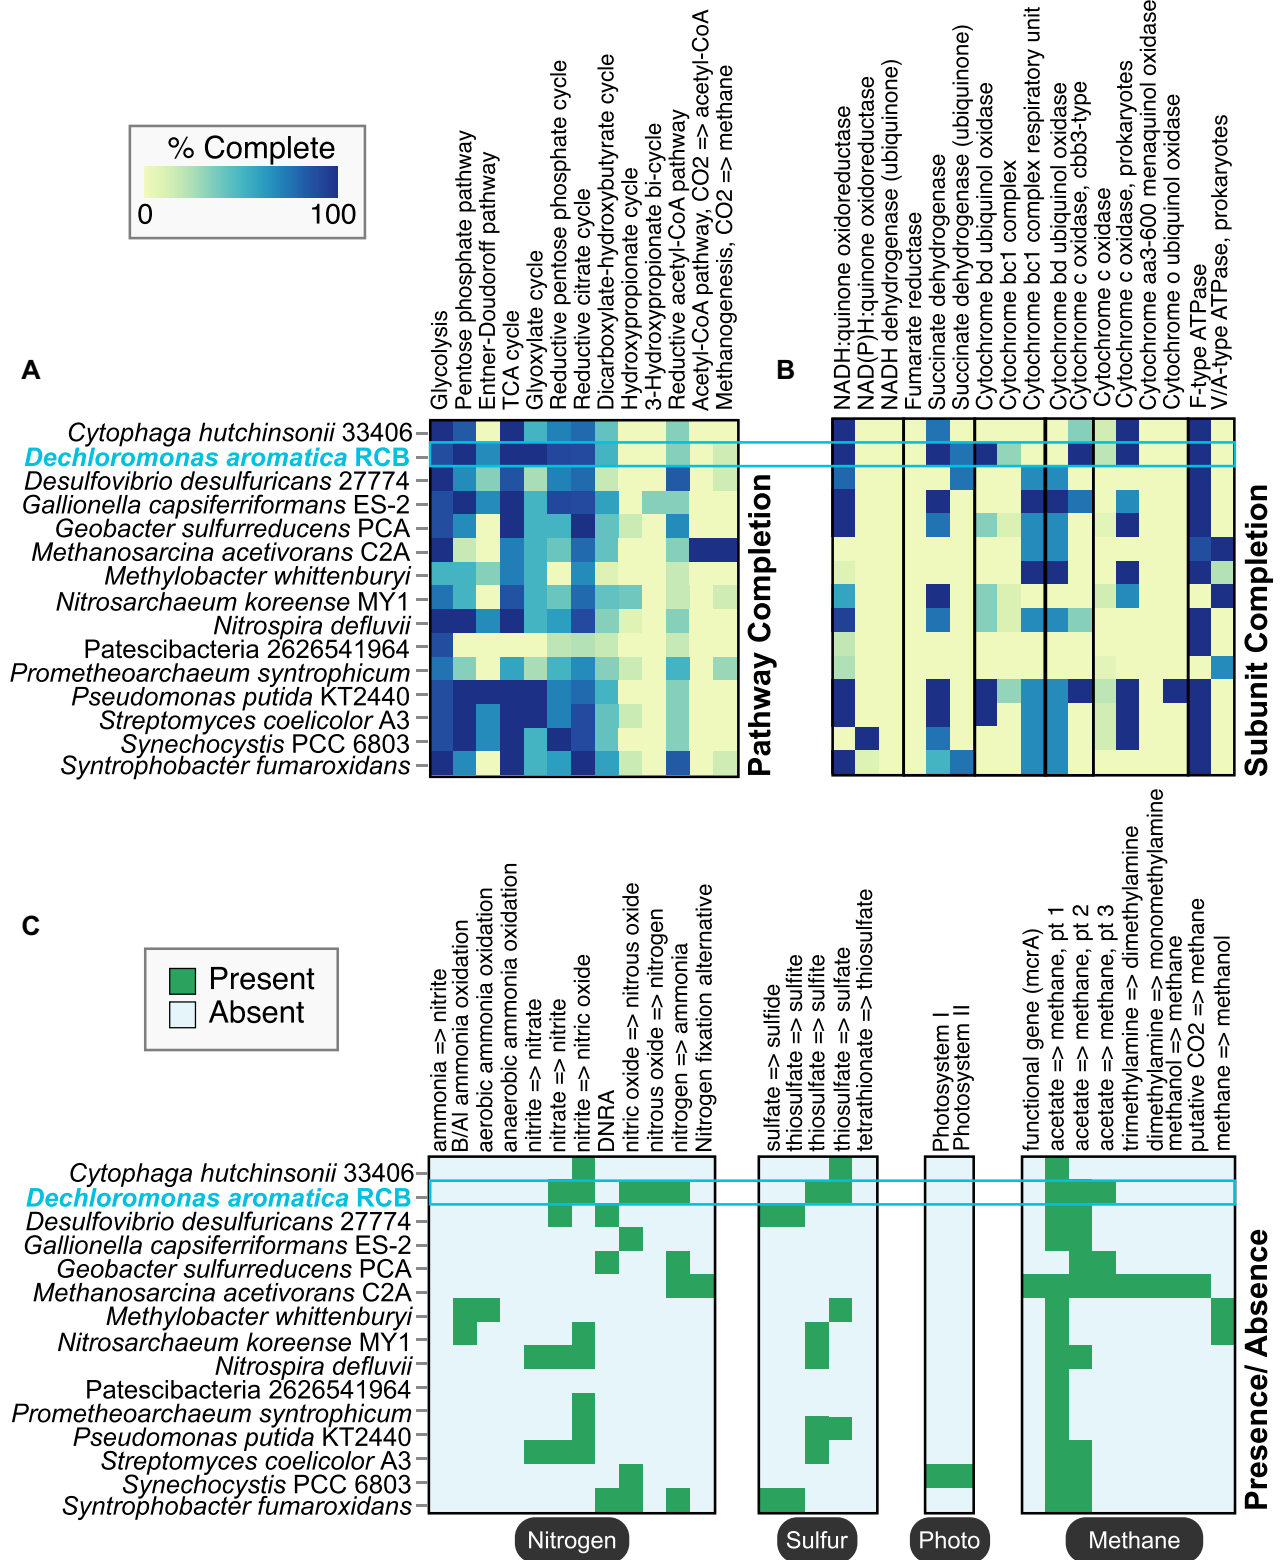 % Complete
0 100
Glycolysis
Pentose phosphate pathway
Entner-Doudoroff pathway
TCA cycle
Glyoxylate cycle
Reductive pentose phosphate cycle
Reductive citrate cycle
Dicarboxylate-hydroxybutyrate cycle
Hydroxypropionate cycle
3-Hydroxypropionate bi-cycle
Reductive acetyl-CoA pathway
Acetyl-CoA pathway, CO2 => acetyl-CoA
Methanogenesis, CO2 => methane
NADH:quinone oxidoreductase
NAD(P)H:quinone oxidoreductase
NADH dehydrogenase (ubiquinone)
Fumarate reductase
Succinate dehydrogenase
Succinate dehydrogenase (ubiquinone)
Cytochrome bd ubiquinol oxidase
Cytochrome bc1 complex
Cytochrome bc1 complex respiratory unit
Cytochrome bd ubiquinol oxidase
Cytochrome c oxidase, cbb3-type
Cytochrome c oxidase
Cytochrome c oxidase, prokaryotes
Cytochrome aa3-600 menaquinol oxidase
Cytochrome o ubiquinol oxidase
F-type ATPase
V/A-type ATPase, prokaryotes
A
B
Cytophaga hutchinsonii 33406
Dechloromonas aromatica RCB
Desulfovibrio desulfuricans 27774
Gallionella capsiferriformans ES-2
Geobacter sulfurreducens PCA
Methanosarcina acetivorans C2A
Methylobacter whittenburyi
Nitrosarchaeum koreense MY1
Nitrospira defluvii
Patescibacteria 2626541964
Prometheoarchaeum syntrophicum
Pseudomonas putida KT2440
Streptomyces coelicolor A3
Synechocystis PCC 6803
Syntrophobacter fumaroxidans
Pathway Completion
Subunit Completion
C
Present
Absent
ammonia => nitrite
B/AI ammonia oxidation
aerobic ammonia oxidation
anaerobic ammonia oxidation
nitrite => nitrate
nitrate => nitrite
nitrite => nitric oxide
DNRA
nitric oxide => nitrous oxide
nitrous oxide => nitrogen
nitrogen => ammonia
Nitrogen fixation alternative
sulfate => sulfide
thiosulfate => sulfite
thiosulfate => sulfite
thiosulfate => sulfate
tetrathionate => thiosulfate
Photosystem I
Photosystem II
functional gene (mcrA)
acetate => methane, pt 1
acetate => methane, pt 2
acetate => methane, pt 3
trimethylamine => dimethylamine
dimethylamine => monomethylamine
methanol => methane
putative CO2 => methane
methane => methanol
Cytophaga hutchinsonii 33406
Dechloromonas aromatica RCB
Desulfovibrio desulfuricans 27774
Gallionella capsiferriformans ES-2
Geobacter sulfurreducens PCA
Methanosarcina acetivorans C2A
Methylobacter whittenburyi
Nitrosarchaeum koreense MY1
Nitrospira defluvii
Patescibacteria 2626541964
Prometheoarchaeum syntrophicum
Pseudomonas putida KT2440
Streptomyces coelicolor A3
Synechocystis PCC 6803
Syntrophobacter fumaroxidans
Presence/ Absence
Nitrogen
Sulfur
Photo
Methane